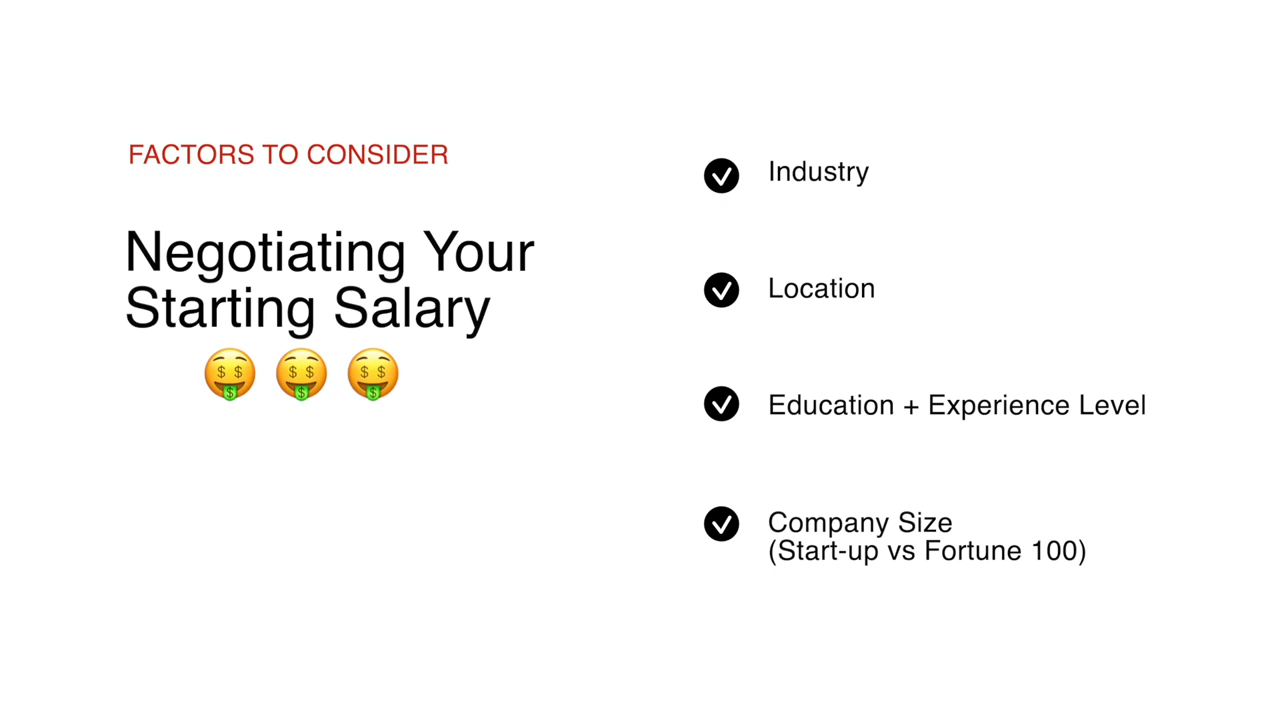 FACTORS TO CONSIDER
Negotiating Your
Starting Salary
Industry
Location
Education + Experience Level
Company Size
(Start-up vs Fortune 100)